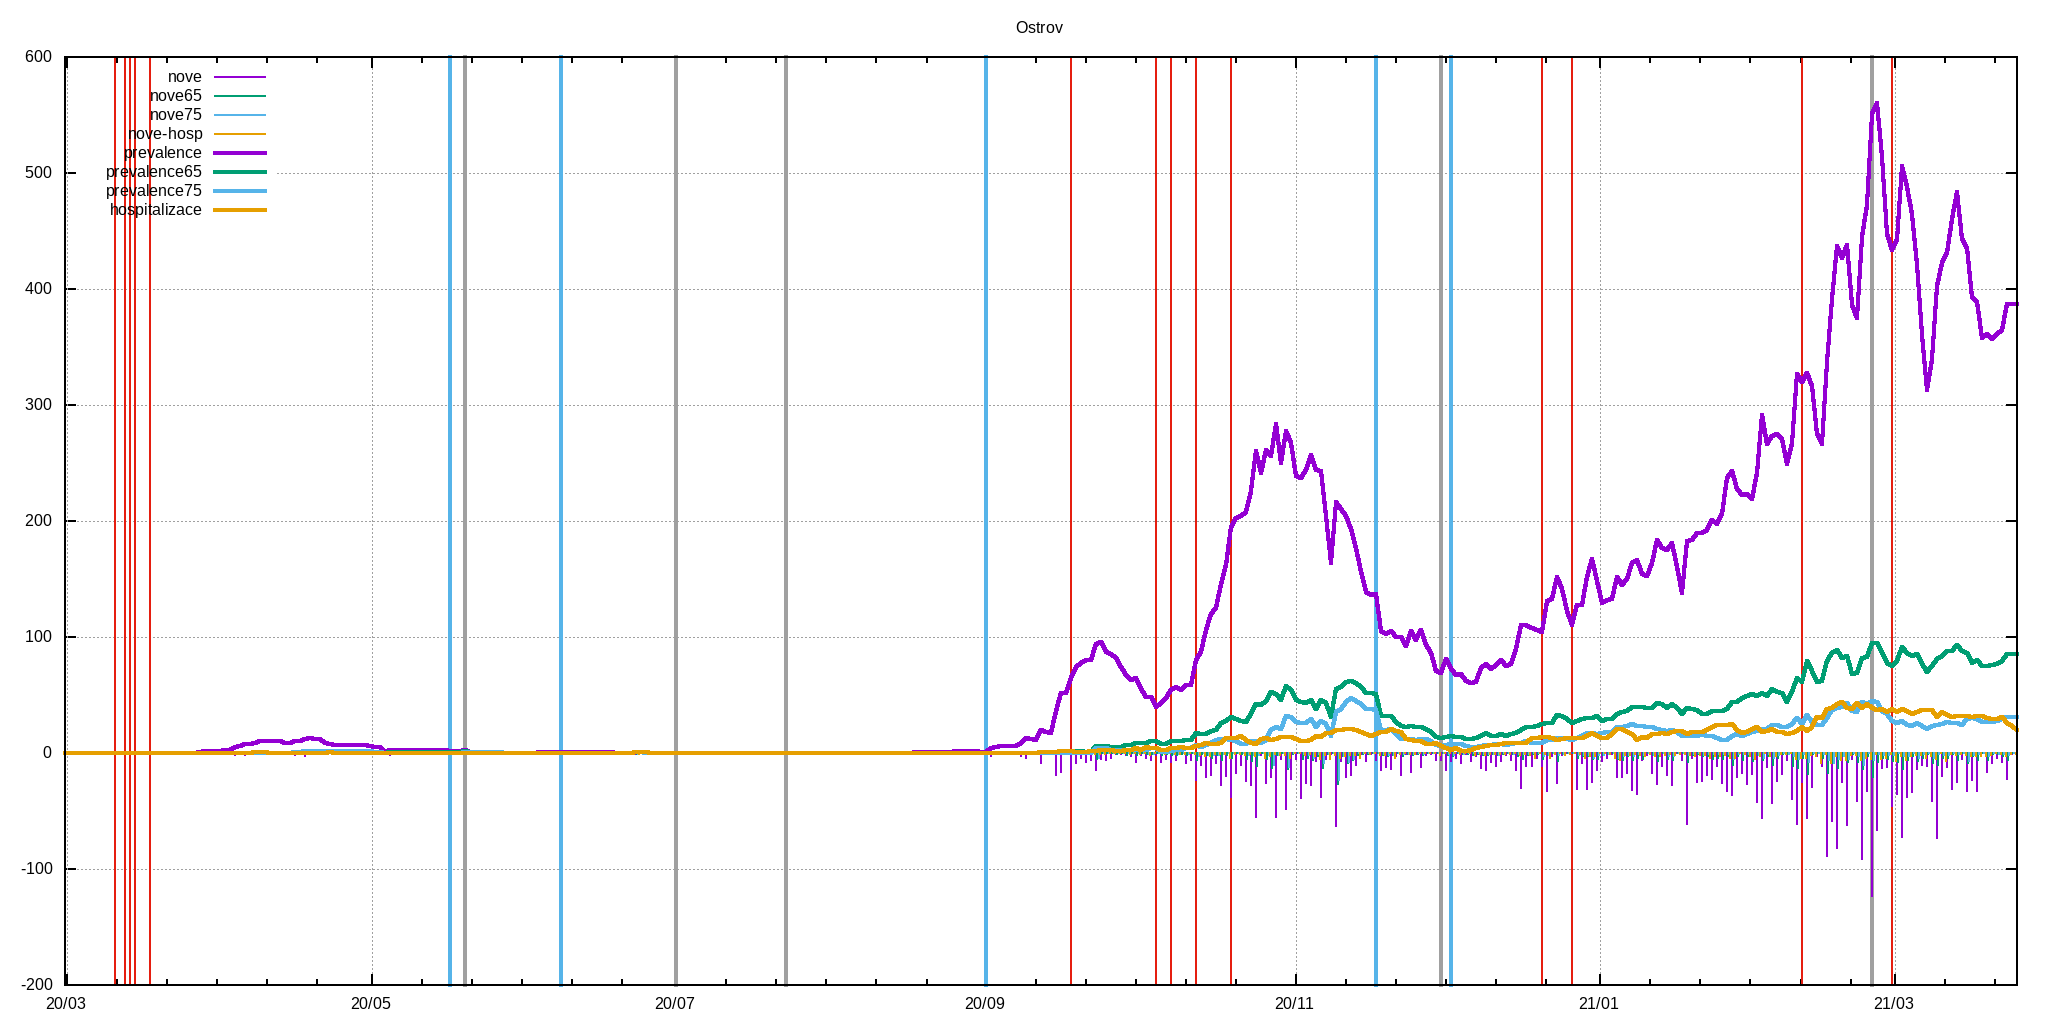 Ostrov
600
500
400
300
200
100
0
-100
-200
nove
nove65
nove75
nove-hosp
prevalence
prevalence65
prevalence75
hospitalizace
20/03 20/05 20/07 20/09 20/11 21/01 21/03